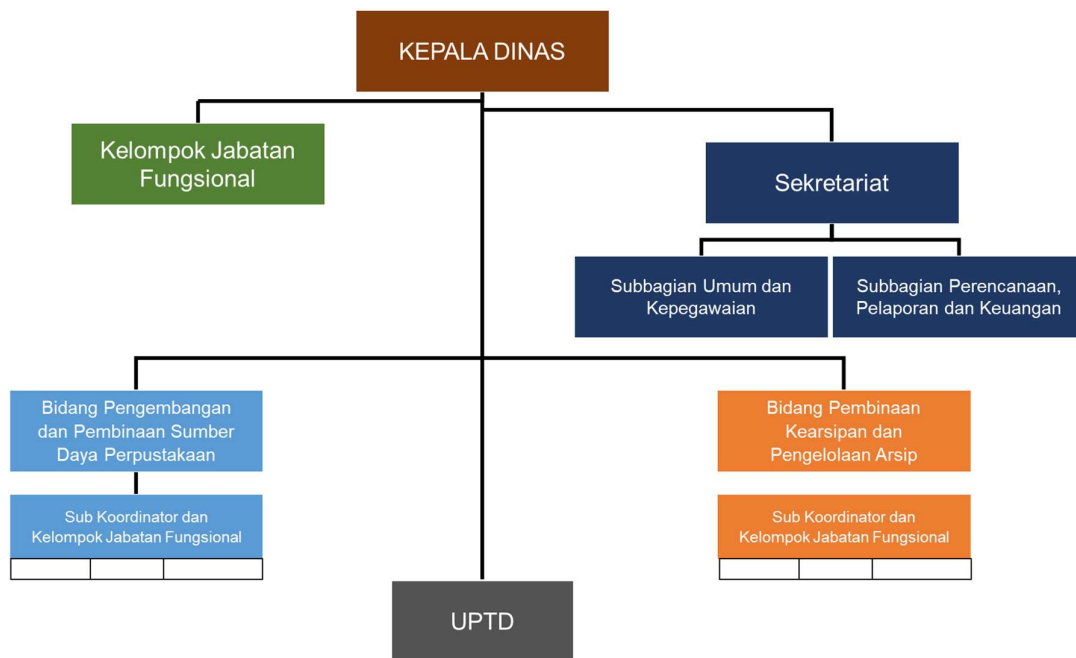 KEPALA DINAS
Kelompok Jabatan
Fungsional
Sekretariat
Subbagian Umum dan
Kepegawaian
Subbagian Perencanaan,
Pelaporan dan Keuangan
Bidang Pengembangan
dan Pembinaan Sumber
Daya Perpustakaan
Bidang Pembinaan
Kearsipan dan
Pengelolaan Arsip
Sub Koordinator dan
Kelompok Jabatan Fungsional
Sub Koordinator dan
Kelompok Jabatan Fungsional
UPTD